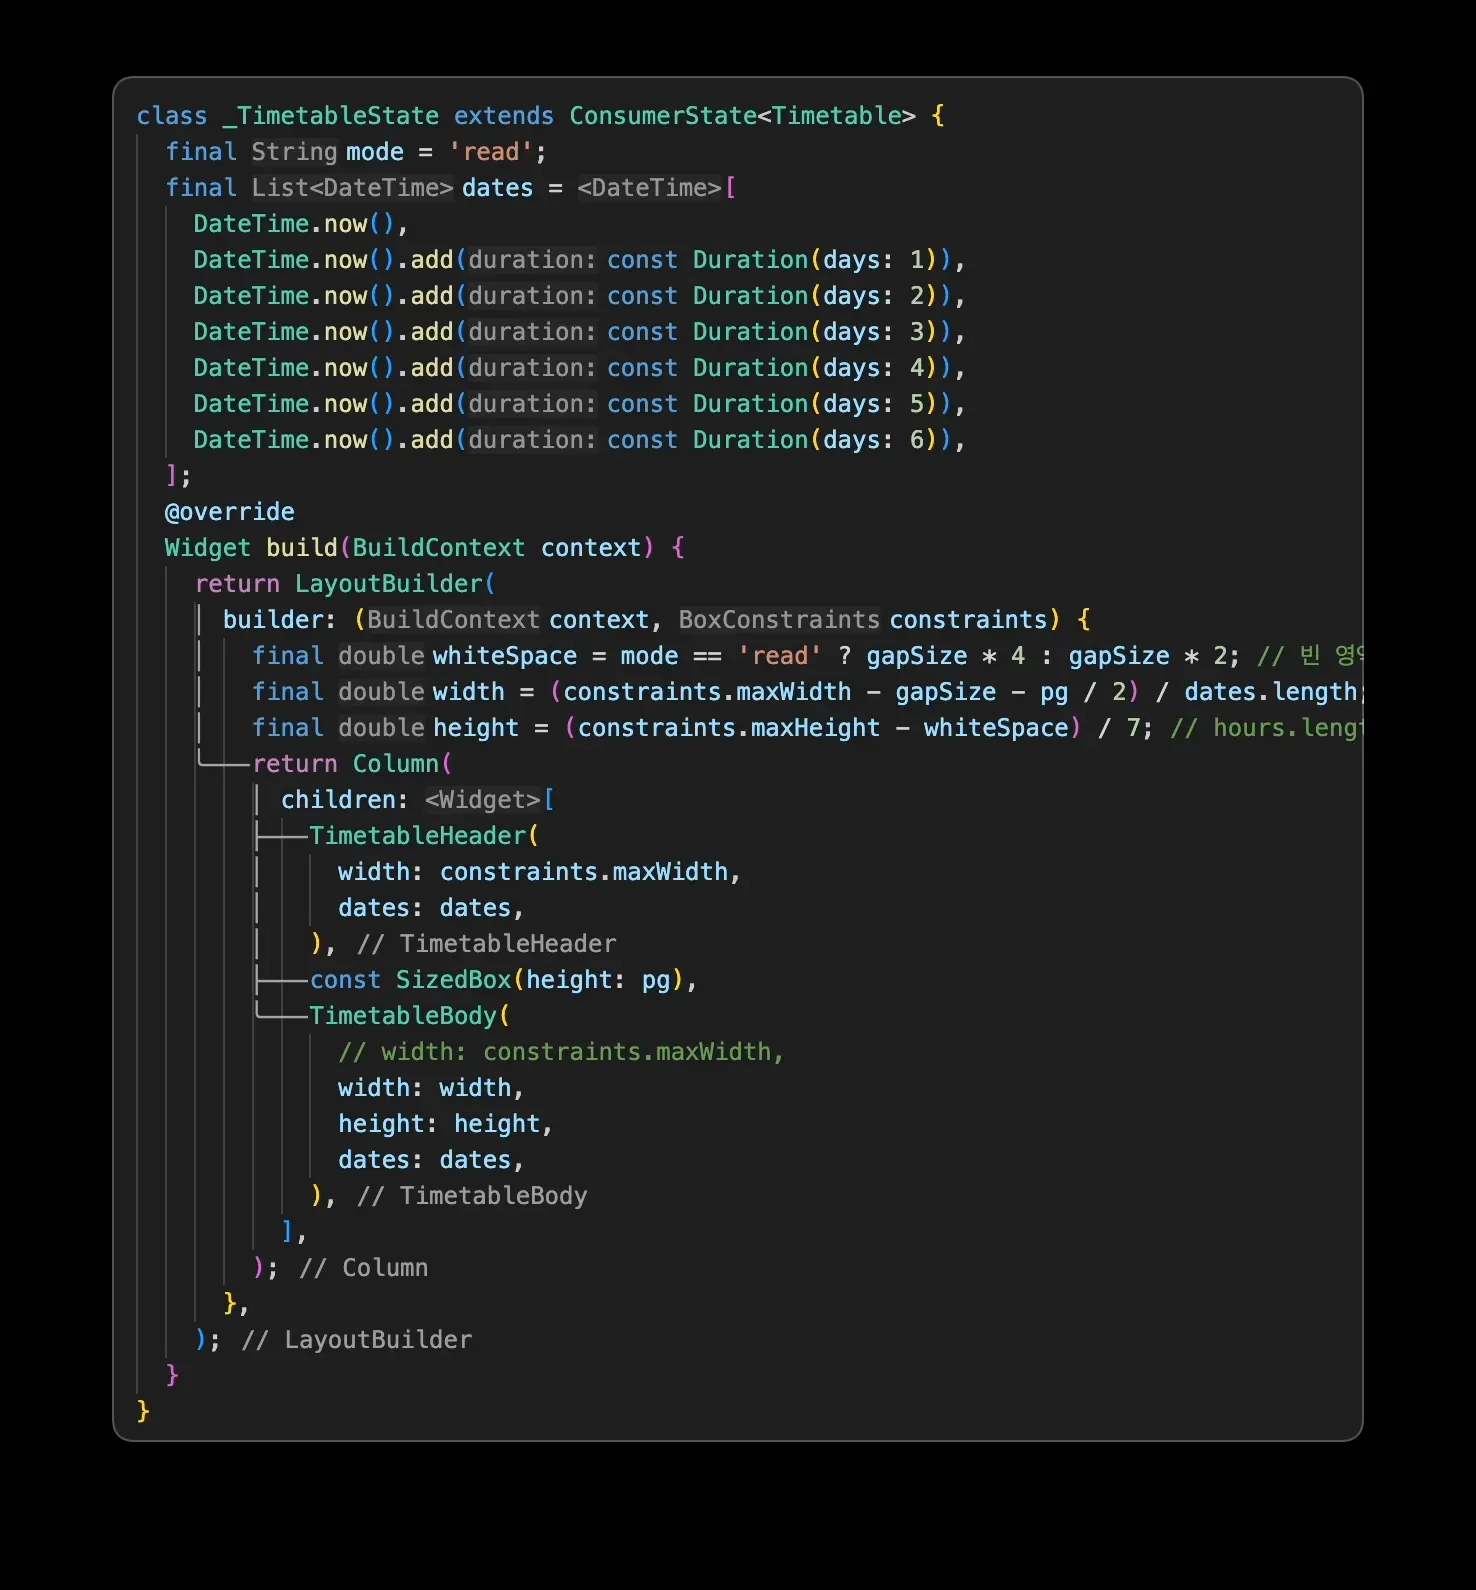 class _TimetableState extends ConsumerState<Timetable> {
final String mode = 'read';
final List<DateTime> dates = <DateTime>[
DateTime.now(),
DateTime.now().add(duration: const Duration(days: 1)),
DateTime.now().add(duration: const Duration(days: 2)),
DateTime.now().add(duration: const Duration(days: 3)),
DateTime.now().add(duration: const Duration(days: 4)),
DateTime.now().add(duration: const Duration(days: 5)),
DateTime.now().add(duration: const Duration(days: 6)),
];
@override
Widget build(BuildContext context) {
return LayoutBuilder(
builder: (BuildContext context, BoxConstraints constraints) {
final double whiteSpace = mode == 'read' ? gapSize * 4 : gapSize * 2; // 빈
final double width = (constraints.maxWidth - gapSize - pg / 2) / dates.length;
final double height = (constraints.maxHeight - whiteSpace) / 7; // hours.leng
return Column(
children: <Widget>[
TimetableHeader(
width: constraints.maxWidth,
dates: dates,
), // TimetableHeader
const SizedBox(height: pg),
TimetableBody(
// width: constraints.maxWidth,
width: width,
height: height,
dates: dates,
), // TimetableBody
],
); // Column
},
); // LayoutBuilder
}
}